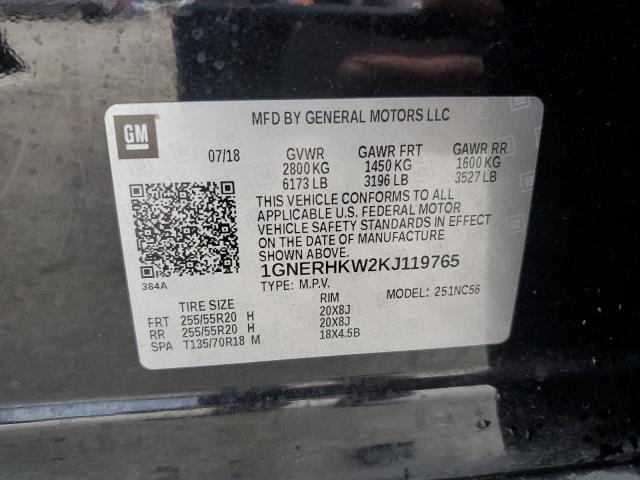 GM
MFD BY GENERAL MOTORS LLC
07/18 GVWR GAWR FRT GAWR RR
2800 KG 1450 KG 1600 KG
6173 LB 3196 LB 3527 LB
THIS VEHICLE CONFORMS TO ALL
APPLICABLE U.S. FEDERAL MOTOR
VEHICLE SAFETY STANDARDS IN EFFECT
ON THE DATE OF MANUFACTURE
SHOWN ABOVE.
384A
1GNERHKW2KJ119765
TYPE: M.P.V. MODEL: 251NC56
TIRE SIZE RIM
FRT 255/55R20 H 20X8J
RR 255/55R20 H 20X8J
SPA T135/70R18 M 18X4.5B